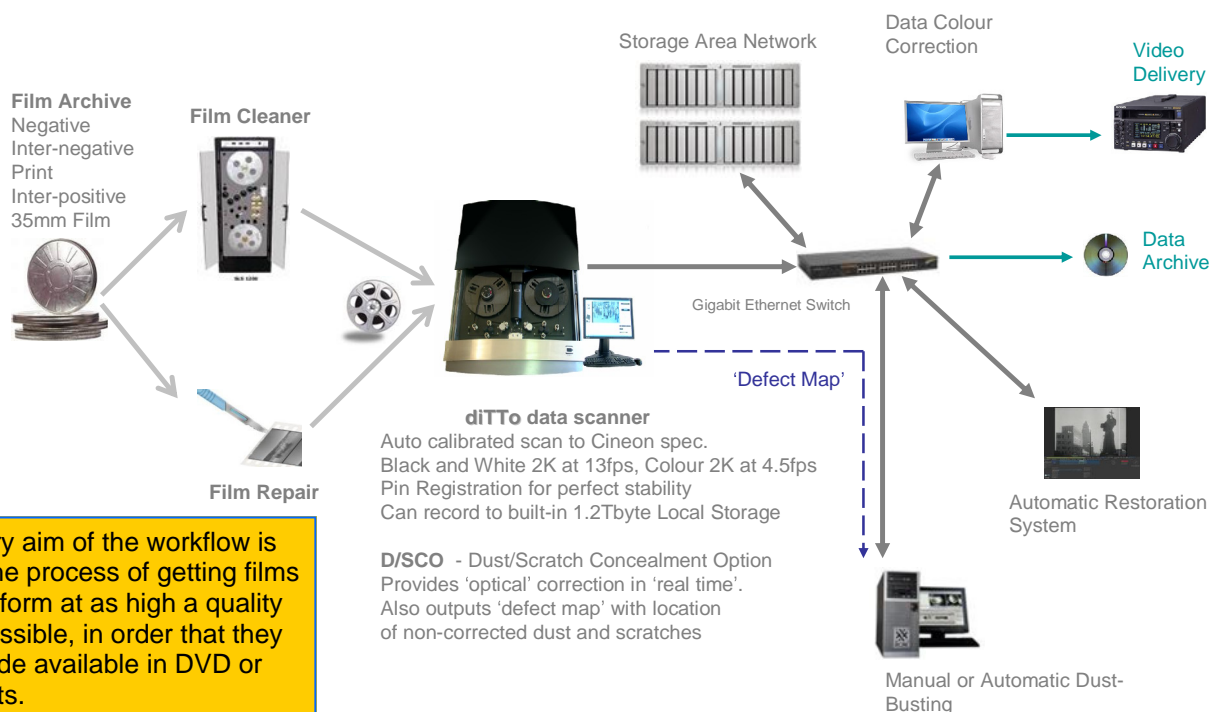 Film Archive
Negative
Inter-negative
Print
Inter-positive
35mm Film
Film Cleaner
Film Repair
Storage Area Network
Data Colour
Correction
Video
Delivery
Data
Archive
Gigabit Ethernet Switch
'Defect Map'
diTTo data scanner
Auto calibrated scan to Cineon spec.
Black and White 2K at 13fps, Colour 2K at 4.5fps
Pin Registration for perfect stability
Can record to built-in 1.2Tbyte Local Storage
D/SCO - Dust/Scratch Concealment Option
Provides 'optical' correction in 'real time'.
Also outputs 'defect map' with location
of non-corrected dust and scratches
Automatic Restoration
System
Manual or Automatic Dust-
Busting
aim of the workflow is
process of getting films
form at as high a quality
in order that they
available in DVD or